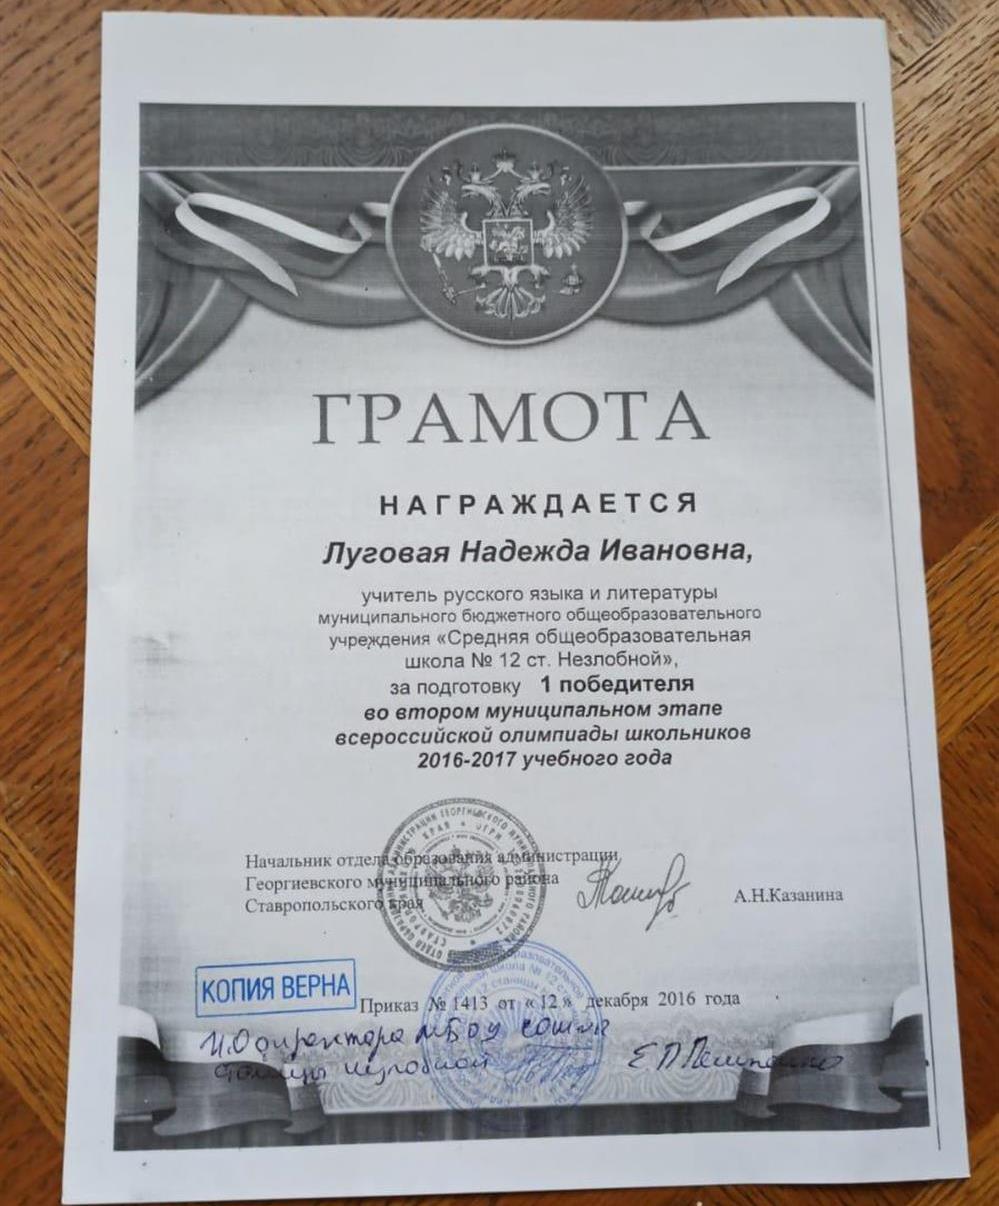 ГРАМОТА
НАГРАЖДАЕТСЯ
Луговая Надежда Ивановна,
учитель русского языка и литературы
муниципального бюджетного общеобразовательного
учреждения «Средняя общеобразовательная
школа № 12 ст. Незлобной»,
за подготовку 1 победителя
во втором муниципальном этапе
всероссийской олимпиады школьников
2016-2017 учебного года
Начальник отдела образования администрации
Георгиевского муниципального района
Ставропольского края
А.Н.Казанина
КОПИЯ ВЕРНА
Приказ № 1413 от « 12 » декабря 2016 года
И.О директора МБОУ СОШ
станицы Незлобной